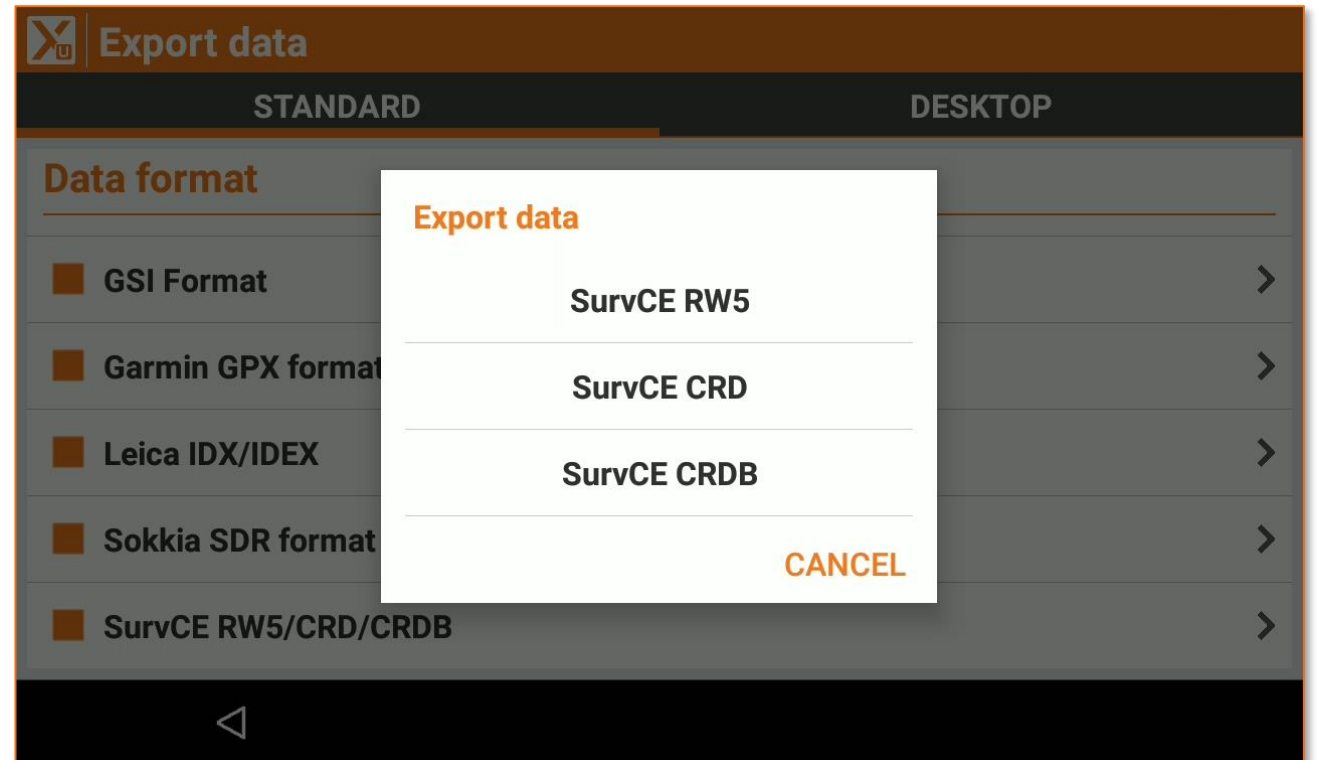 Xu Export data
STANDARD DESKTOP
Data format
GSI Format
Garmin GPX format
Leica IDX/IDEX
Sokkia SDR format
SurvCE RW5/CRD/CRDB
Export data
SurvCE RW5
SurvCE CRD
SurvCE CRDB
CANCEL